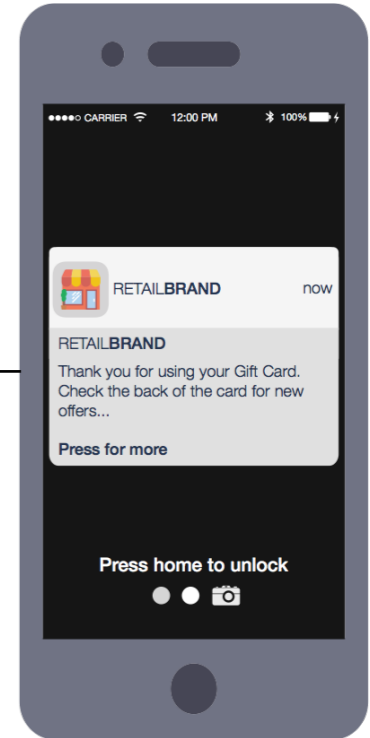 CARRIER 12:00 PM 100%
RETAILBRAND now
RETAILBRAND
Thank you for using your Gift Card.
Check the back of the card for new
offers...
Press for more
Press home to unlock